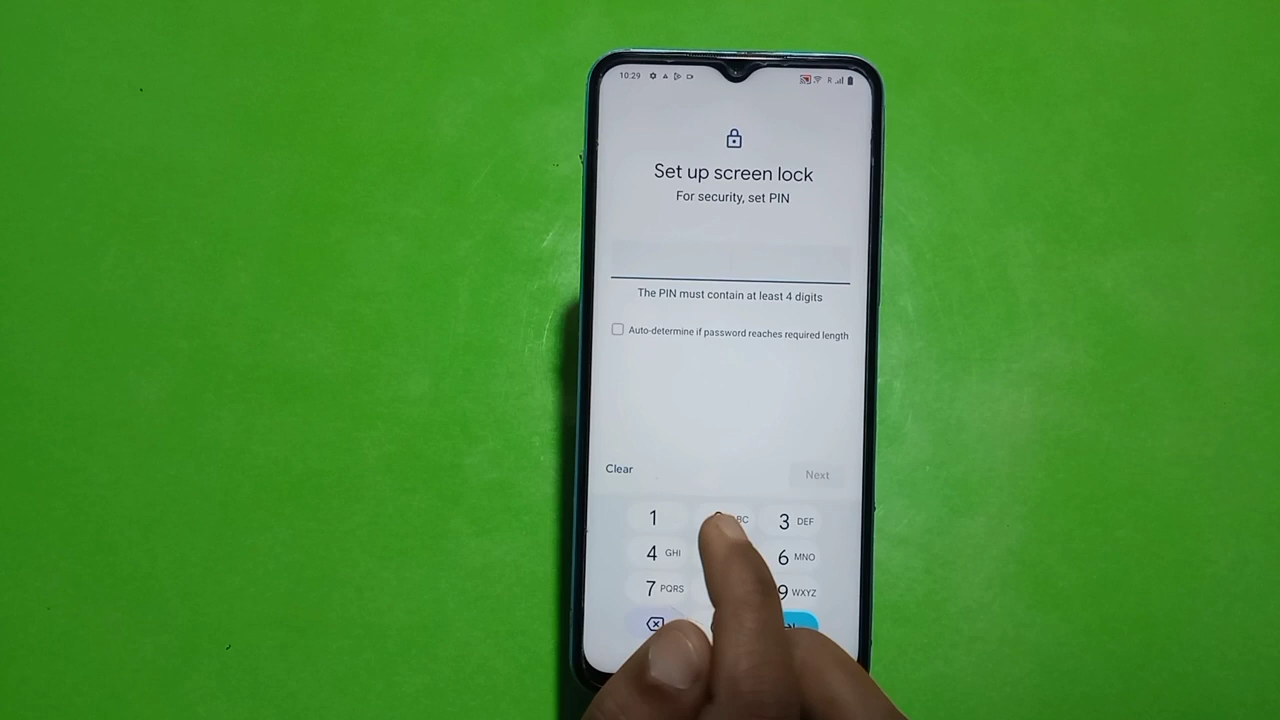 10:29 R
Set up screen lock
For security, set PIN
The PIN must contain at least 4 digits
Auto-determine if password reaches required length
Clear Next
1 BC 3 DEF
4 GHI 6 MNO
7 PQRS 9 WXYZ